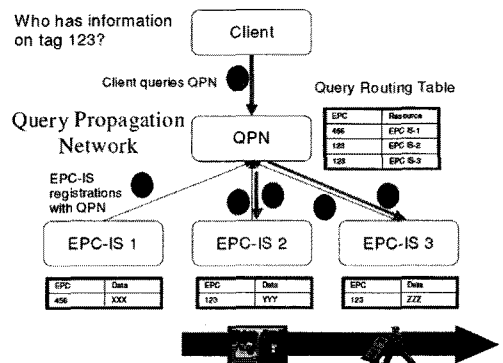 Who has information
on tag 123?
Client
Client queries QPN
Query Routing Table
Query Propagation
Network
QPN
EPC Resource
456 EPC IS-1
123 EPC IS-2
123 EPC IS-3
EPC-IS
registrations
with QPN
EPC-IS 1
EPC-IS 2
EPC-IS 3
EPC Data
456 XXX
EPC Data
123 YYY
EPC Data
123 ZZZ